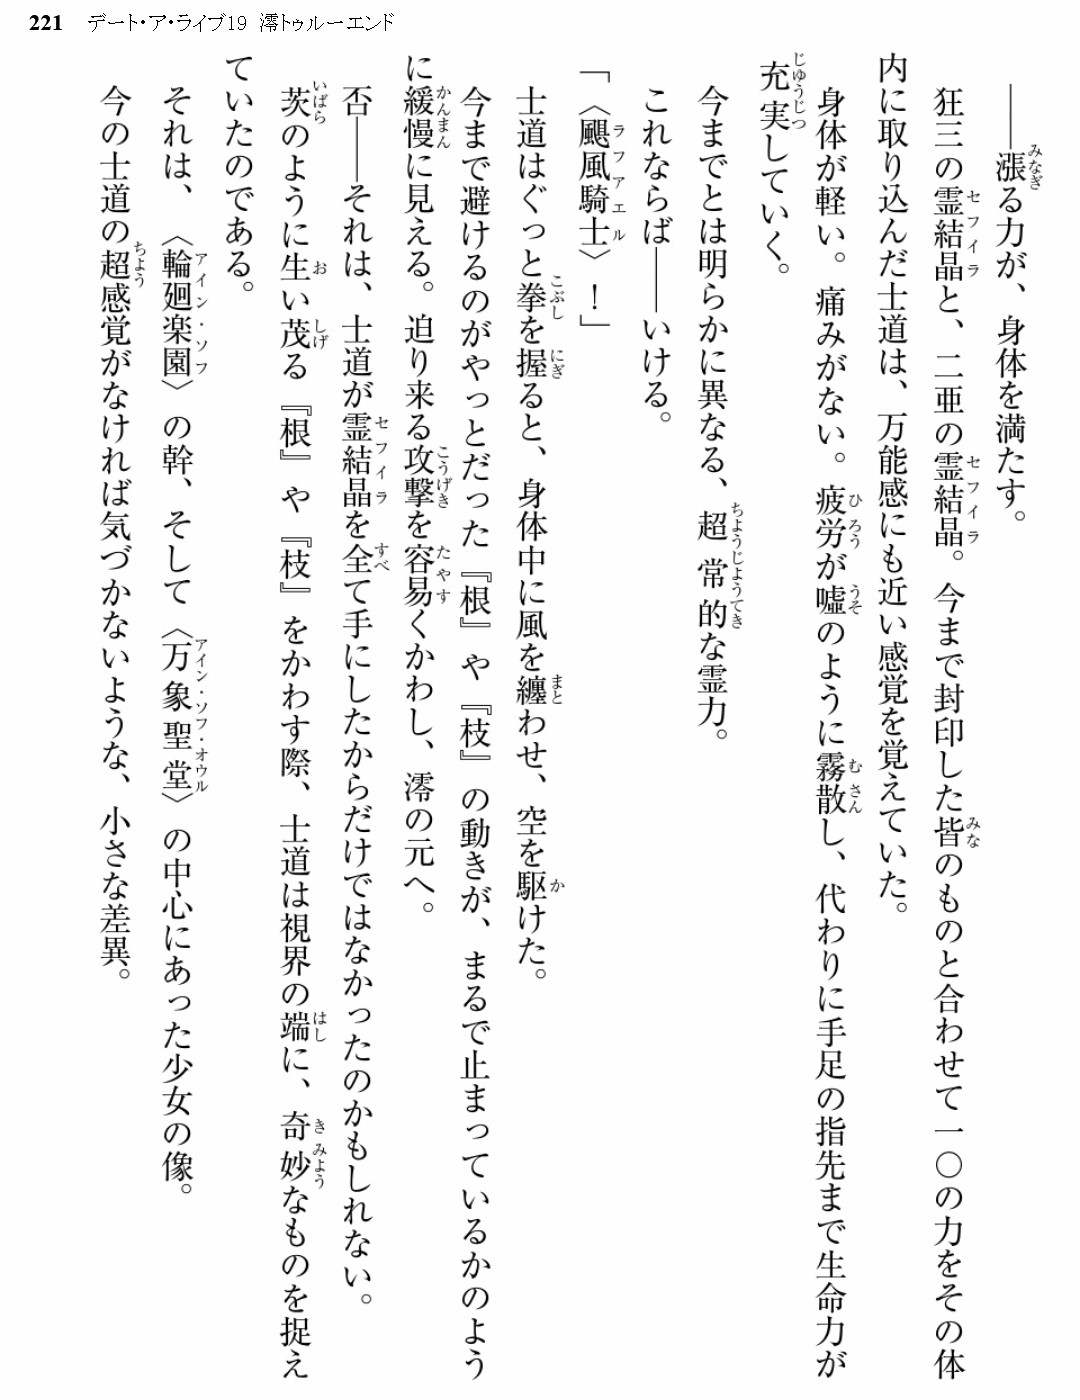 221 デート・ア・ライブ19 澪トゥルーエンド
――漲る力が、身体を満たす。
狂三の霊結晶と、二亜の霊結晶。今まで封印した皆のものと合わせて一〇の力をその体
内に取り込んだ士道は、万能感にも近い感覚を覚えていた。
身体が軽い。痛みがない。疲労が嘘のように霧散し、代わりに手足の指先まで生命力が
充実していく。
今までとは明らかに異なる、超常的な霊力。
これならば――いける。
「〈颶風騎士〉！」
士道はぐっと拳を握ると、身体中に風を纏わせ、空を駆けた。
今まで避けるのがやっとだった『根』や『枝』の動きが、まるで止まっているかのよう
に緩慢に見える。迫り来る攻撃を容易くかわし、澪の元へ。
否――それは、士道が霊結晶を全て手にしたからだけではなかったのかもしれない。
茨のように生い茂る『根』や『枝』をかわす際、士道は視界の端に、奇妙なものを捉え
ていたのである。
それは、〈輪廻楽園〉の幹、そして〈万象聖堂〉の中心にあった少女の像。
今の士道の超感覚がなければ気づかないような、小さな差異。